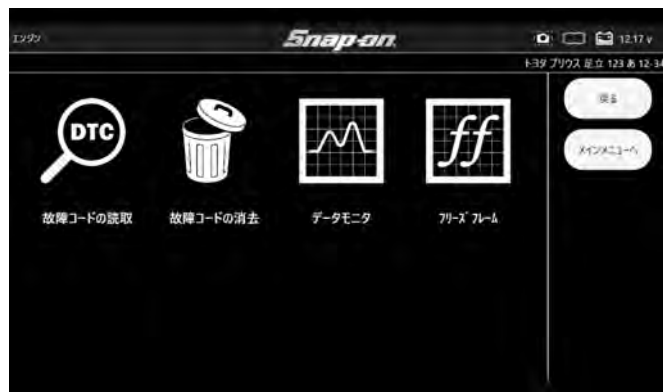 エンジン
Snap-on
12.17 v
トヨタ プリウス 足立 123 あ 12-34
戻る
メインメニューへ
DTC
ff
故障コードの読取
故障コードの消去
データモニタ
フリーズ フレーム